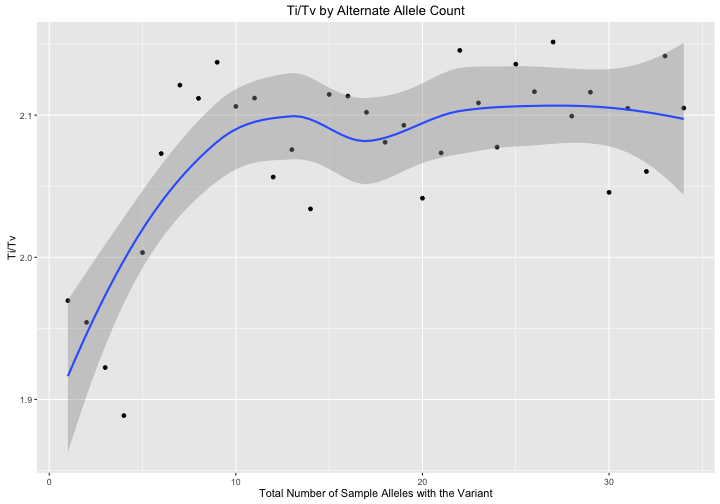 Ti/Tv by Alternate Allele Count
Ti/Tv
2.1
2.0
1.9
0
10
20
30
Total Number of Sample Alleles with the Variant